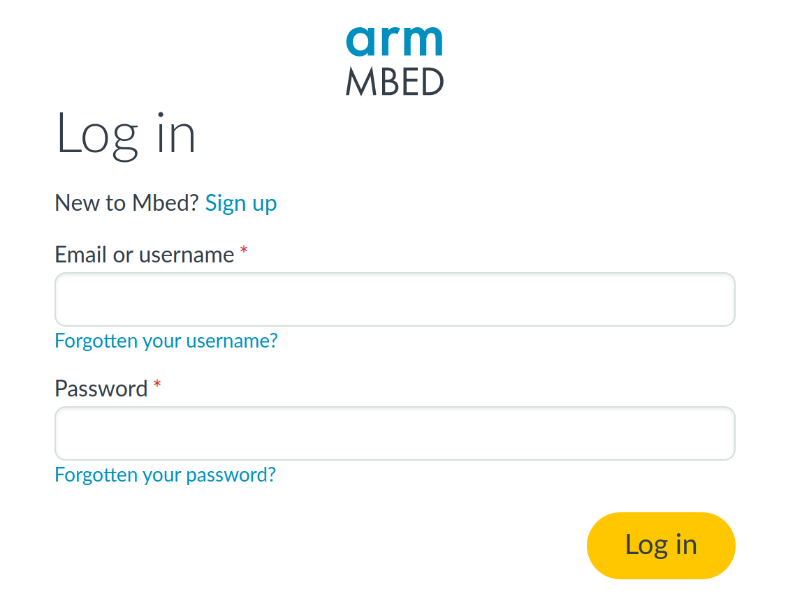 arm
MBED
Log in
New to Mbed? Sign up
Email or username *
Forgotten your username?
Password *
Forgotten your password?
Log in